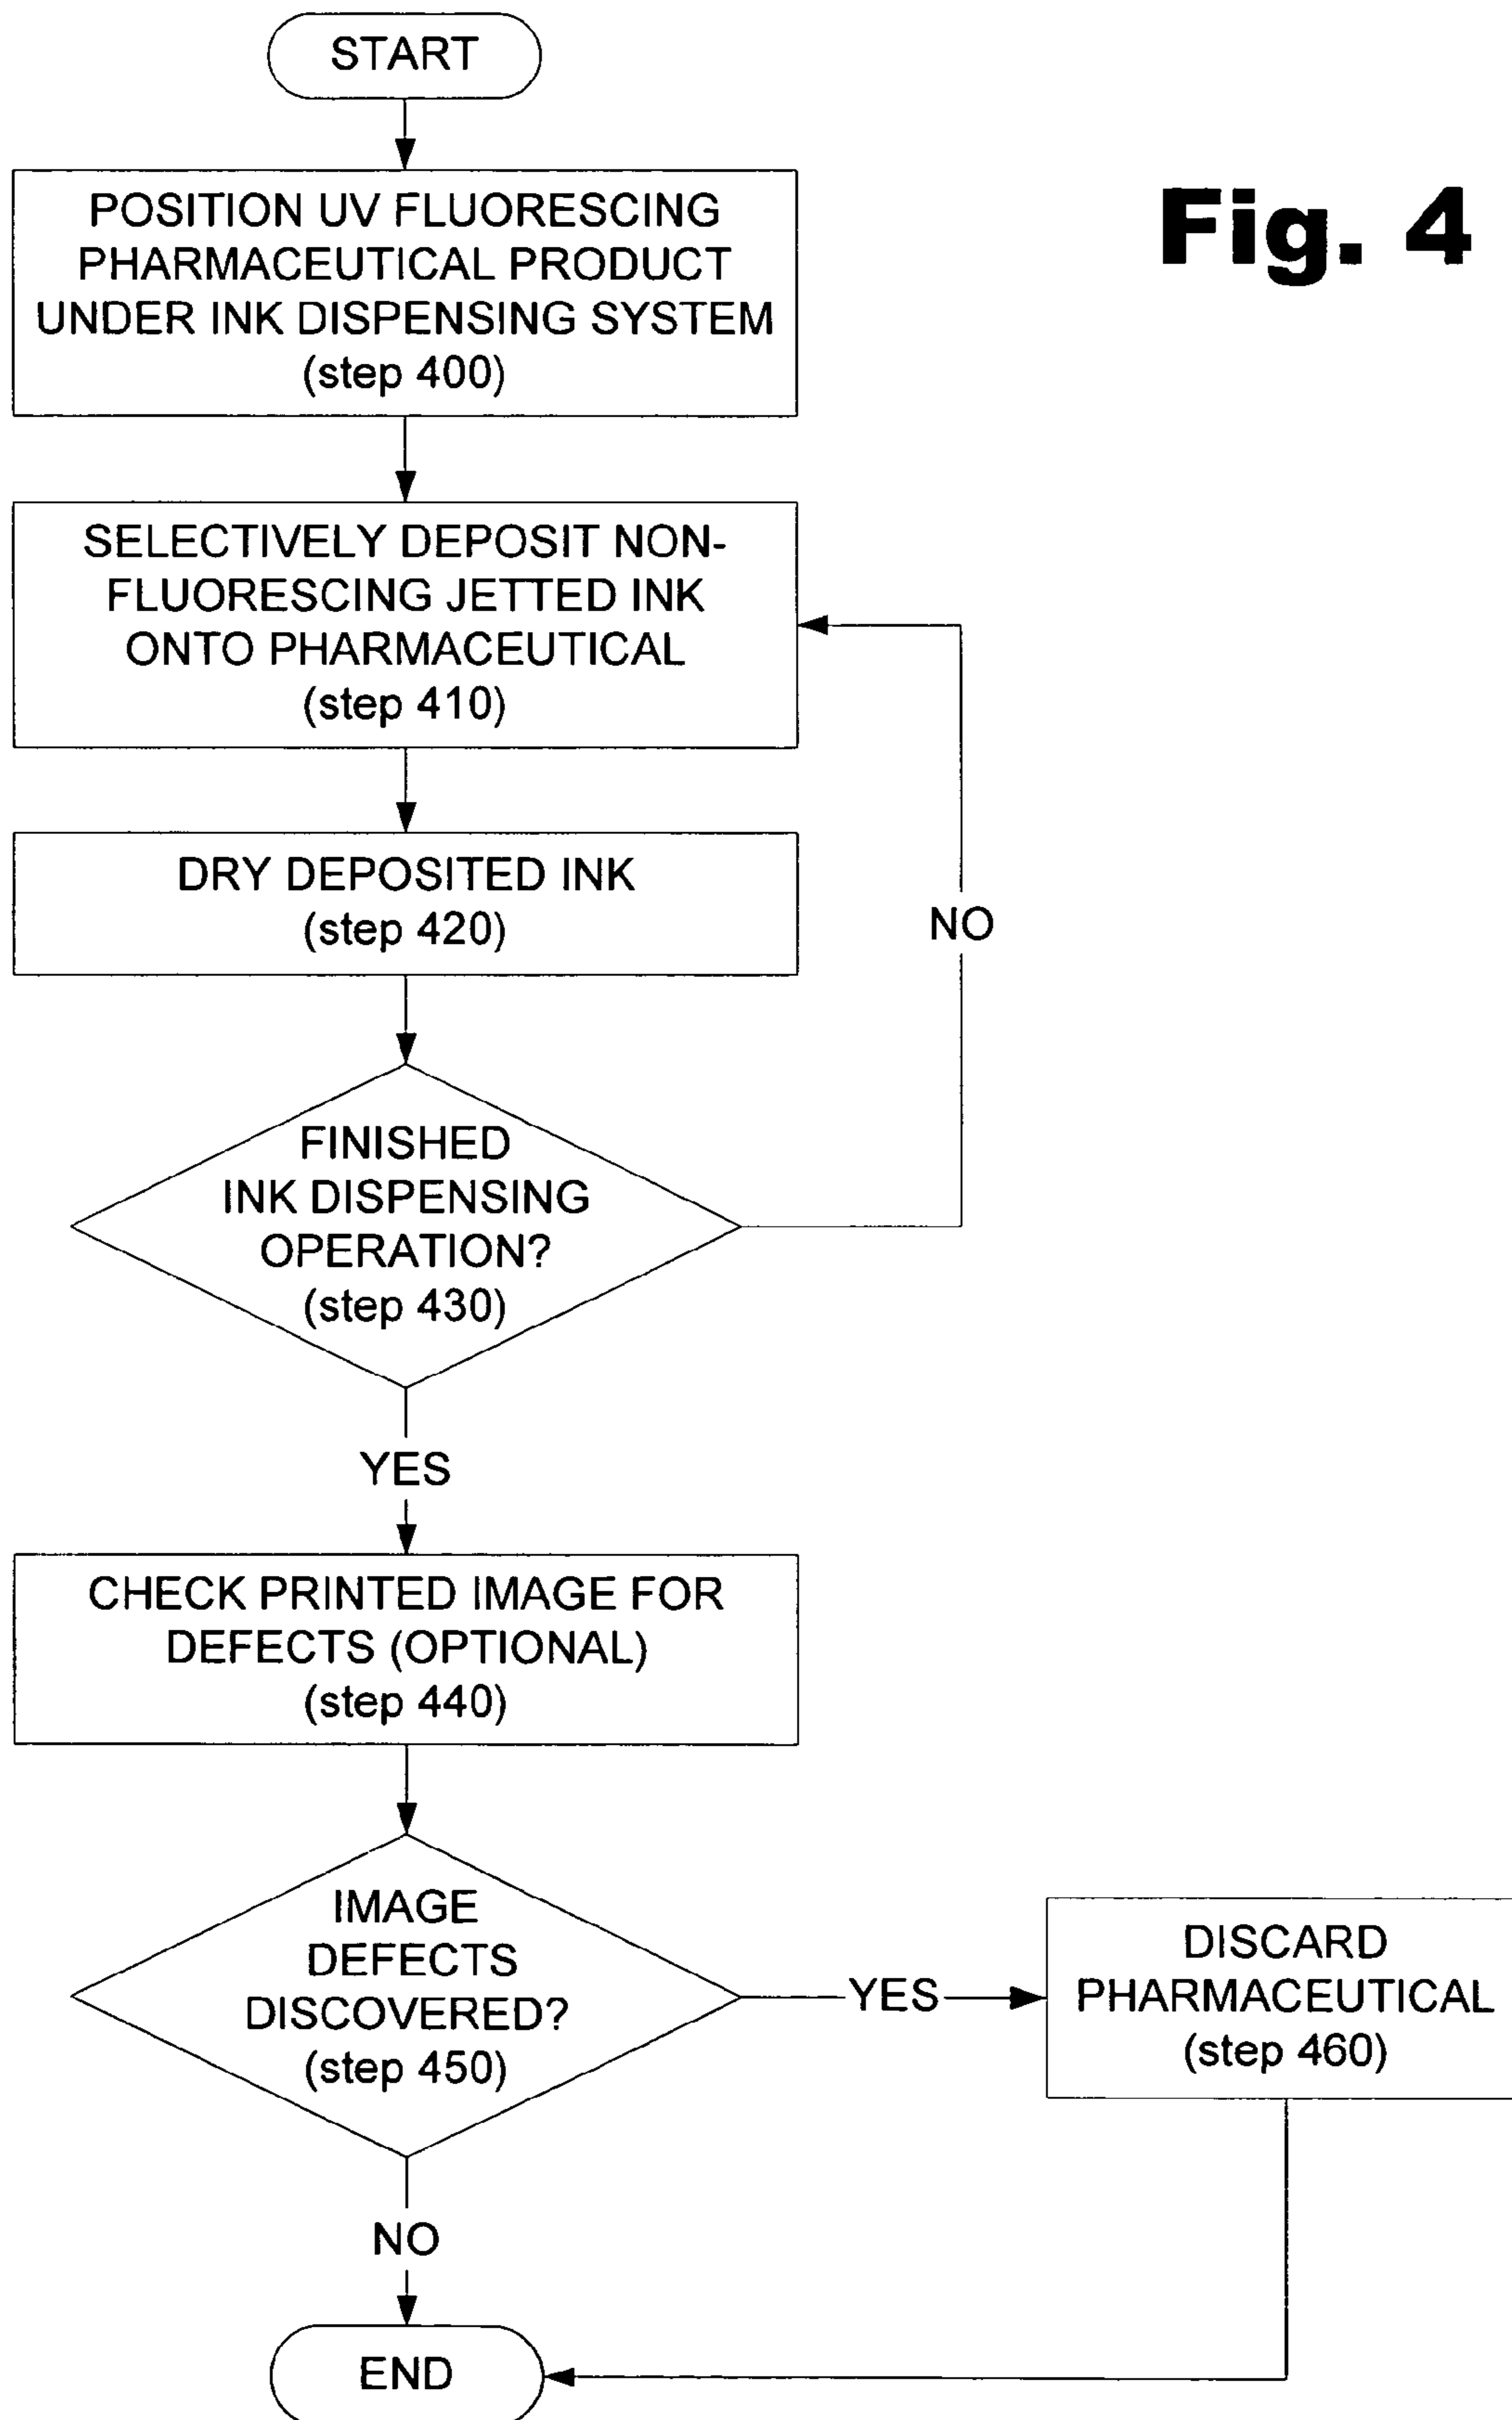 START
Fig. 4
POSITION UV FLUORESCING
PHARMACEUTICAL PRODUCT
UNDER INK DISPENSING SYSTEM
(step 400)
SELECTIVELY DEPOSIT NON-
FLUORESCING JETTED INK
ONTO PHARMACEUTICAL
(step 410)
DRY DEPOSITED INK
(step 420)
NO
FINISHED
INK DISPENSING
OPERATION?
(step 430)
YES
CHECK PRINTED IMAGE FOR
DEFECTS (OPTIONAL)
(step 440)
IMAGE
DEFECTS
DISCOVERED?
(step 450)
YES
DISCARD
PHARMACEUTICAL
(step 460)
NO
END